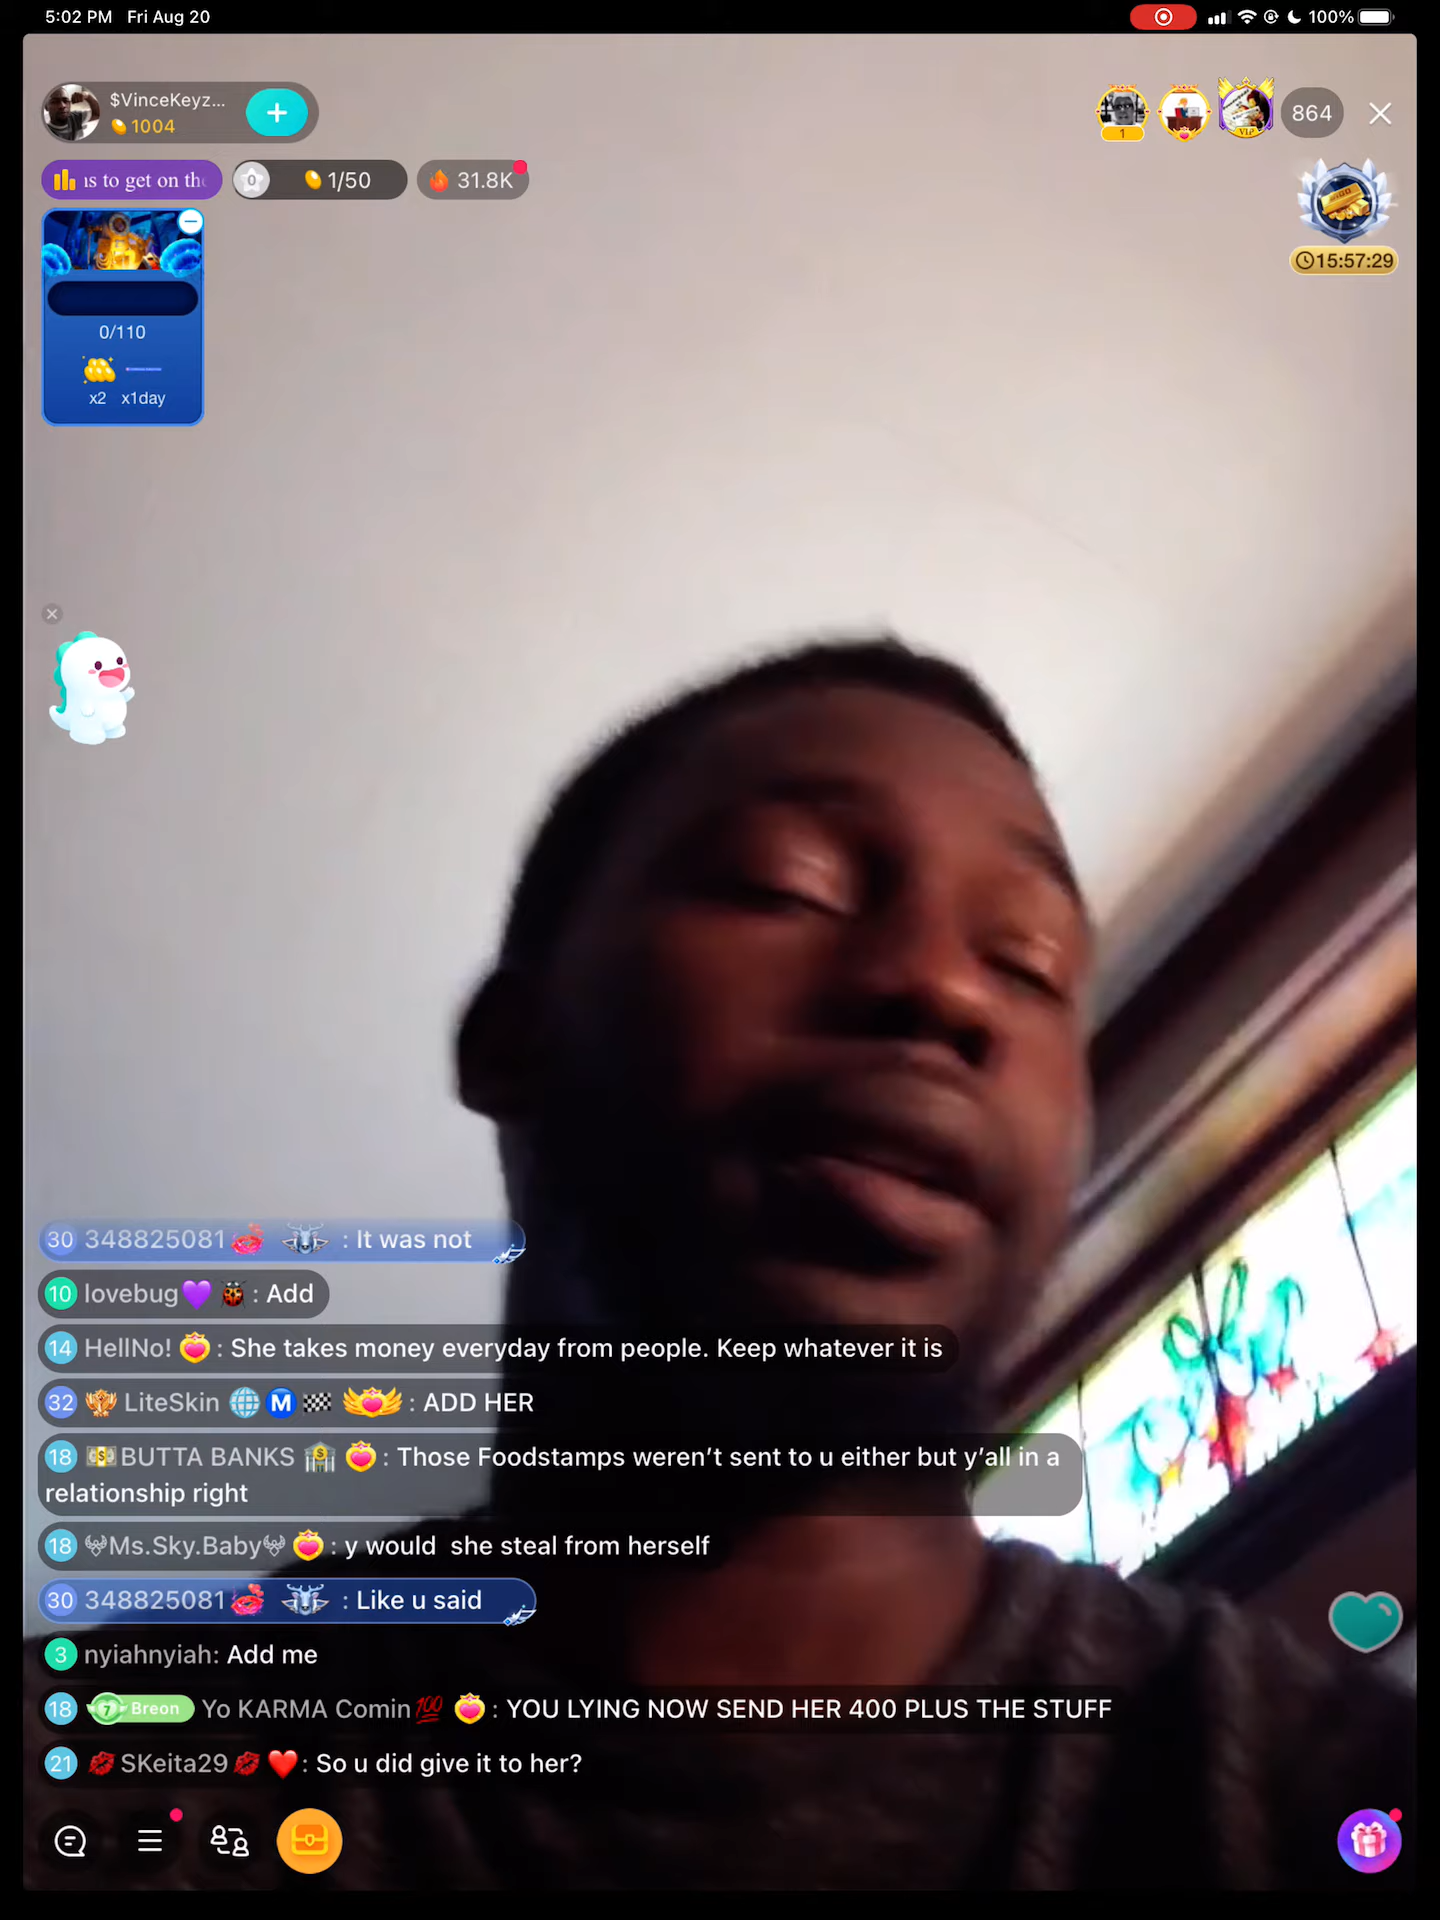 5:02 PM Fri Aug 20
100%
$VinceKeyz...
1004
1
VIP
864
to get on
0
1/50
31.8K
15:57:29
0/110
x2 x1day
30 348825081 : It was not
10 lovebug💜🐞 : Add
14 HellNo! : She takes money everyday from people. Keep whatever it is
32 LiteSkin 🌐 Ⓜ️ 🏁 : ADD HER
18 💵BUTTA BANKS 🏦 : Those Foodstamps weren’t sent to u either but y’all in a
relationship right
18 Ms.Sky.Baby : y would she steal from herself
30 348825081 : Like u said
3 nyiahnyiah: Add me
18 7 Breon Yo KARMA Comin💯 : YOU LYING NOW SEND HER 400 PLUS THE STUFF
21 💋SKeita29💋❤️: So u did give it to her?